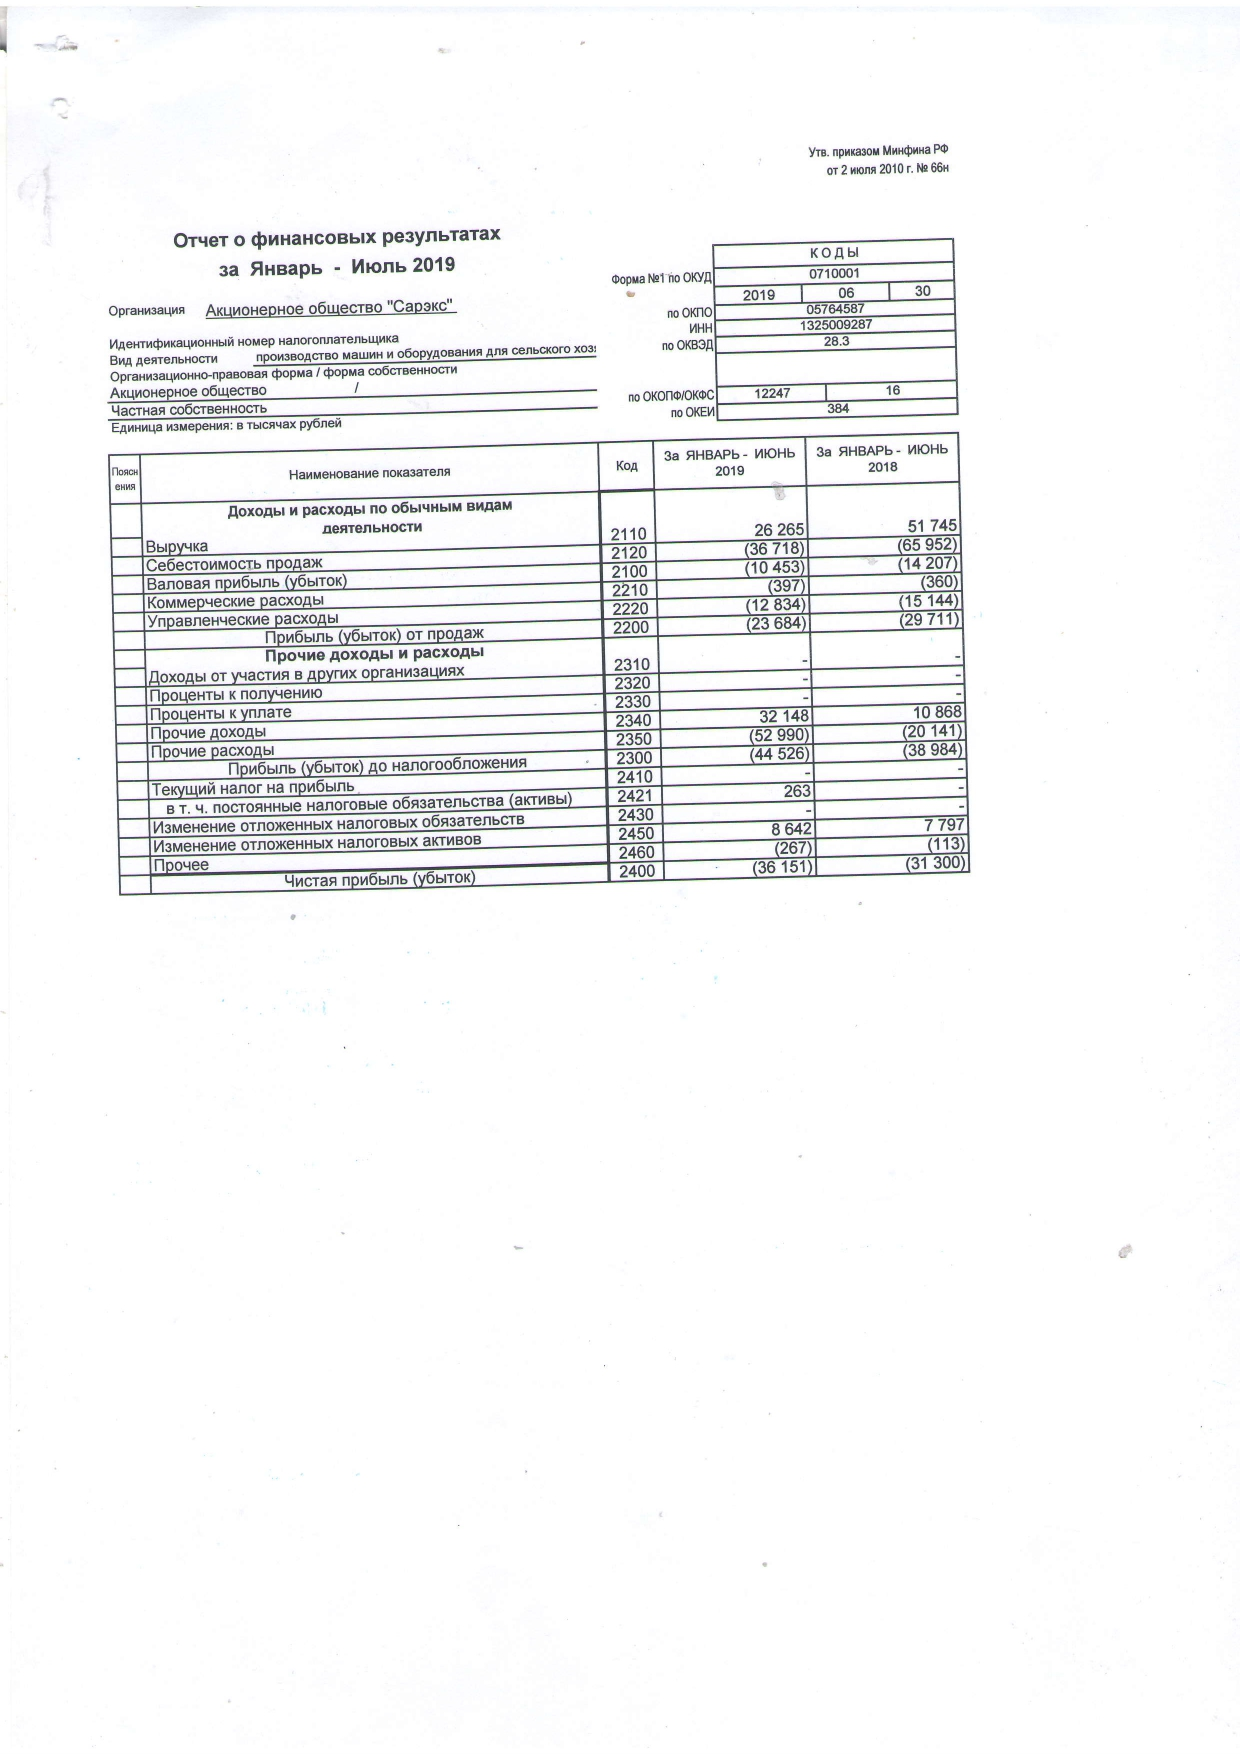 Утв. приказом Минфина РФ
от 2 июля 2010 г. № 66н
Отчет о финансовых результатах
за Январь - Июль 2019
КОДЫ
Форма №1 по ОКУД 0710001
2019 06 30
Организация Акционерное общество "Сарэкс" по ОКПО 05764587
Идентификационный номер налогоплательщика ИНН 1325009287
Вид деятельности производство машин и оборудования для сельского хоз по ОКВЭД 28.3
Организационно-правовая форма / форма собственности
Акционерное общество / по ОКОПФ/ОКФС 12247 16
Частная собственность по ОКЕИ 384
Единица измерения: в тысячах рублей
Поясн ения Наименование показателя Код За ЯНВАРЬ - ИЮНЬ 2019 За ЯНВАРЬ - ИЮНЬ 2018
Доходы и расходы по обычным видам
деятельности
Выручка 2110 26 265 51 745
Себестоимость продаж 2120 (36 718) (65 952)
Валовая прибыль (убыток) 2100 (10 453) (14 207)
Коммерческие расходы 2210 (397) (360)
Управленческие расходы 2220 (12 834) (15 144)
Прибыль (убыток) от продаж 2200 (23 684) (29 711)
Прочие доходы и расходы
Доходы от участия в других организациях 2310 - -
Проценты к получению 2320 - -
Проценты к уплате 2330 - -
Прочие доходы 2340 32 148 10 868
Прочие расходы 2350 (52 990) (20 141)
Прибыль (убыток) до налогообложения 2300 (44 526) (38 984)
Текущий налог на прибыль 2410 - -
в т. ч. постоянные налоговые обязательства (активы) 2421 263 -
Изменение отложенных налоговых обязательств 2430 - -
Изменение отложенных налоговых активов 2450 8 642 7 797
Прочее 2460 (267) (113)
Чистая прибыль (убыток) 2400 (36 151) (31 300)